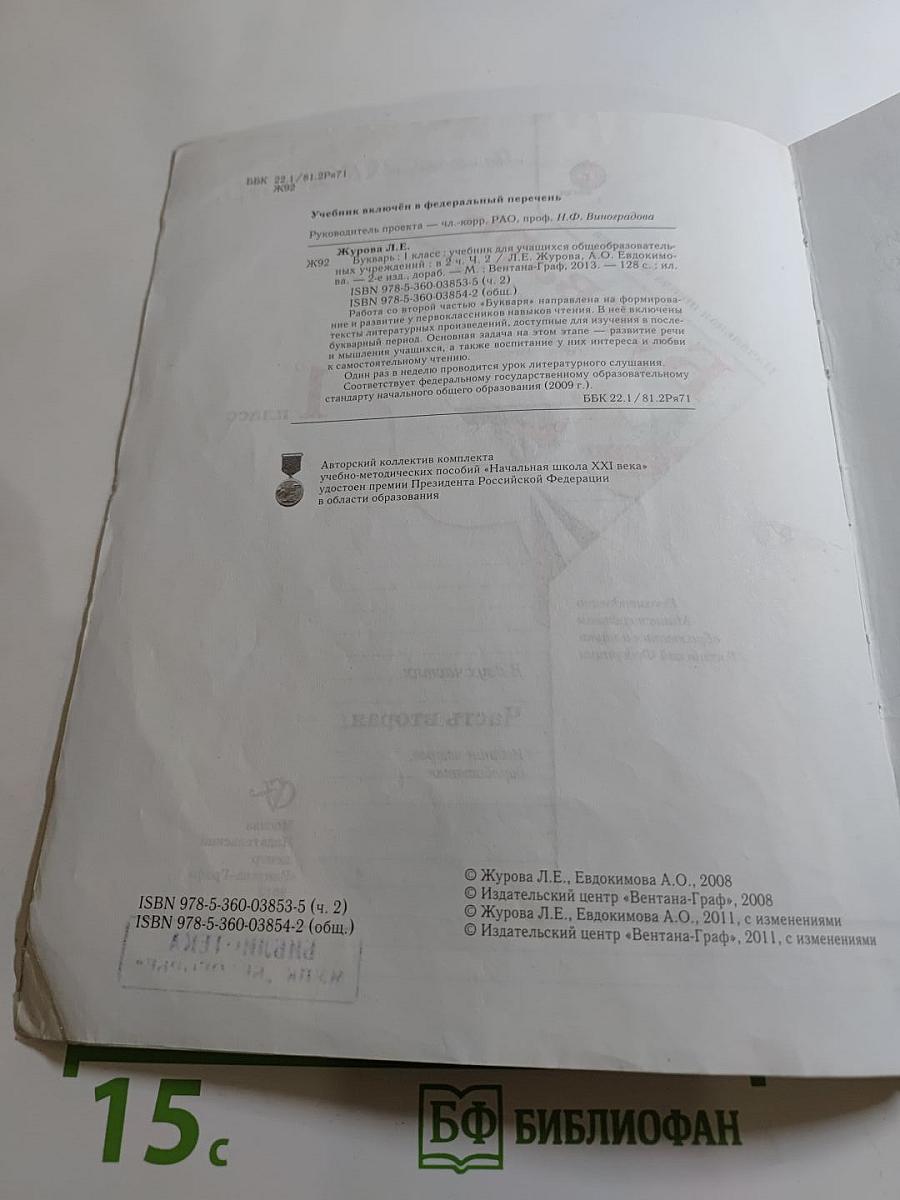 ББК 22.1/81.2Ря71
Ж92
Учебник включён в федеральный перечень
Руководитель проекта — чл.-корр. РАО, проф. Н.Ф. Виноградова
Журова Л.Е.
Ж92 Букварь : 1 класс : учебник для учащихся общеобразователь-
ных учреждений : в 2 ч. Ч. 2 / Л.Е. Журова, А.О. Евдокимо-
ва. — 2-е изд., дораб. — М. : Вентана-Граф, 2013. — 128 с. : ил.
ISBN 978-5-360-03853-5 (ч. 2)
ISBN 978-5-360-03854-2 (общ.)
Работа со второй частью «Букваря» направлена на формирова-
ние и развитие у первоклассников навыков чтения. В неё включены
тексты литературных произведений, доступные для изучения в после-
букварный период. Основная задача на этом этапе — развитие речи
и мышления учащихся, а также воспитание у них интереса и любви
к самостоятельному чтению.
Один раз в неделю проводится урок литературного слушания.
Соответствует федеральному государственному образовательному
стандарту начального общего образования (2009 г.).
ББК 22.1/81.2Ря71
Авторский коллектив комплекта
учебно-методических пособий «Начальная школа XXI века»
удостоен премии Президента Российской Федерации
в области образования
В двух частях
Часть вторая
ISBN 978-5-360-03853-5 (ч. 2)
ISBN 978-5-360-03854-2 (общ.)
© Журова Л.Е., Евдокимова А.О., 2008
© Издательский центр «Вентана-Граф», 2008
© Журова Л.Е., Евдокимова А.О., 2011, с изменениями
© Издательский центр «Вентана-Граф», 2011, с изменениями
БИБЛИОТЕКА
15 с
БФ БИБЛИОФАН